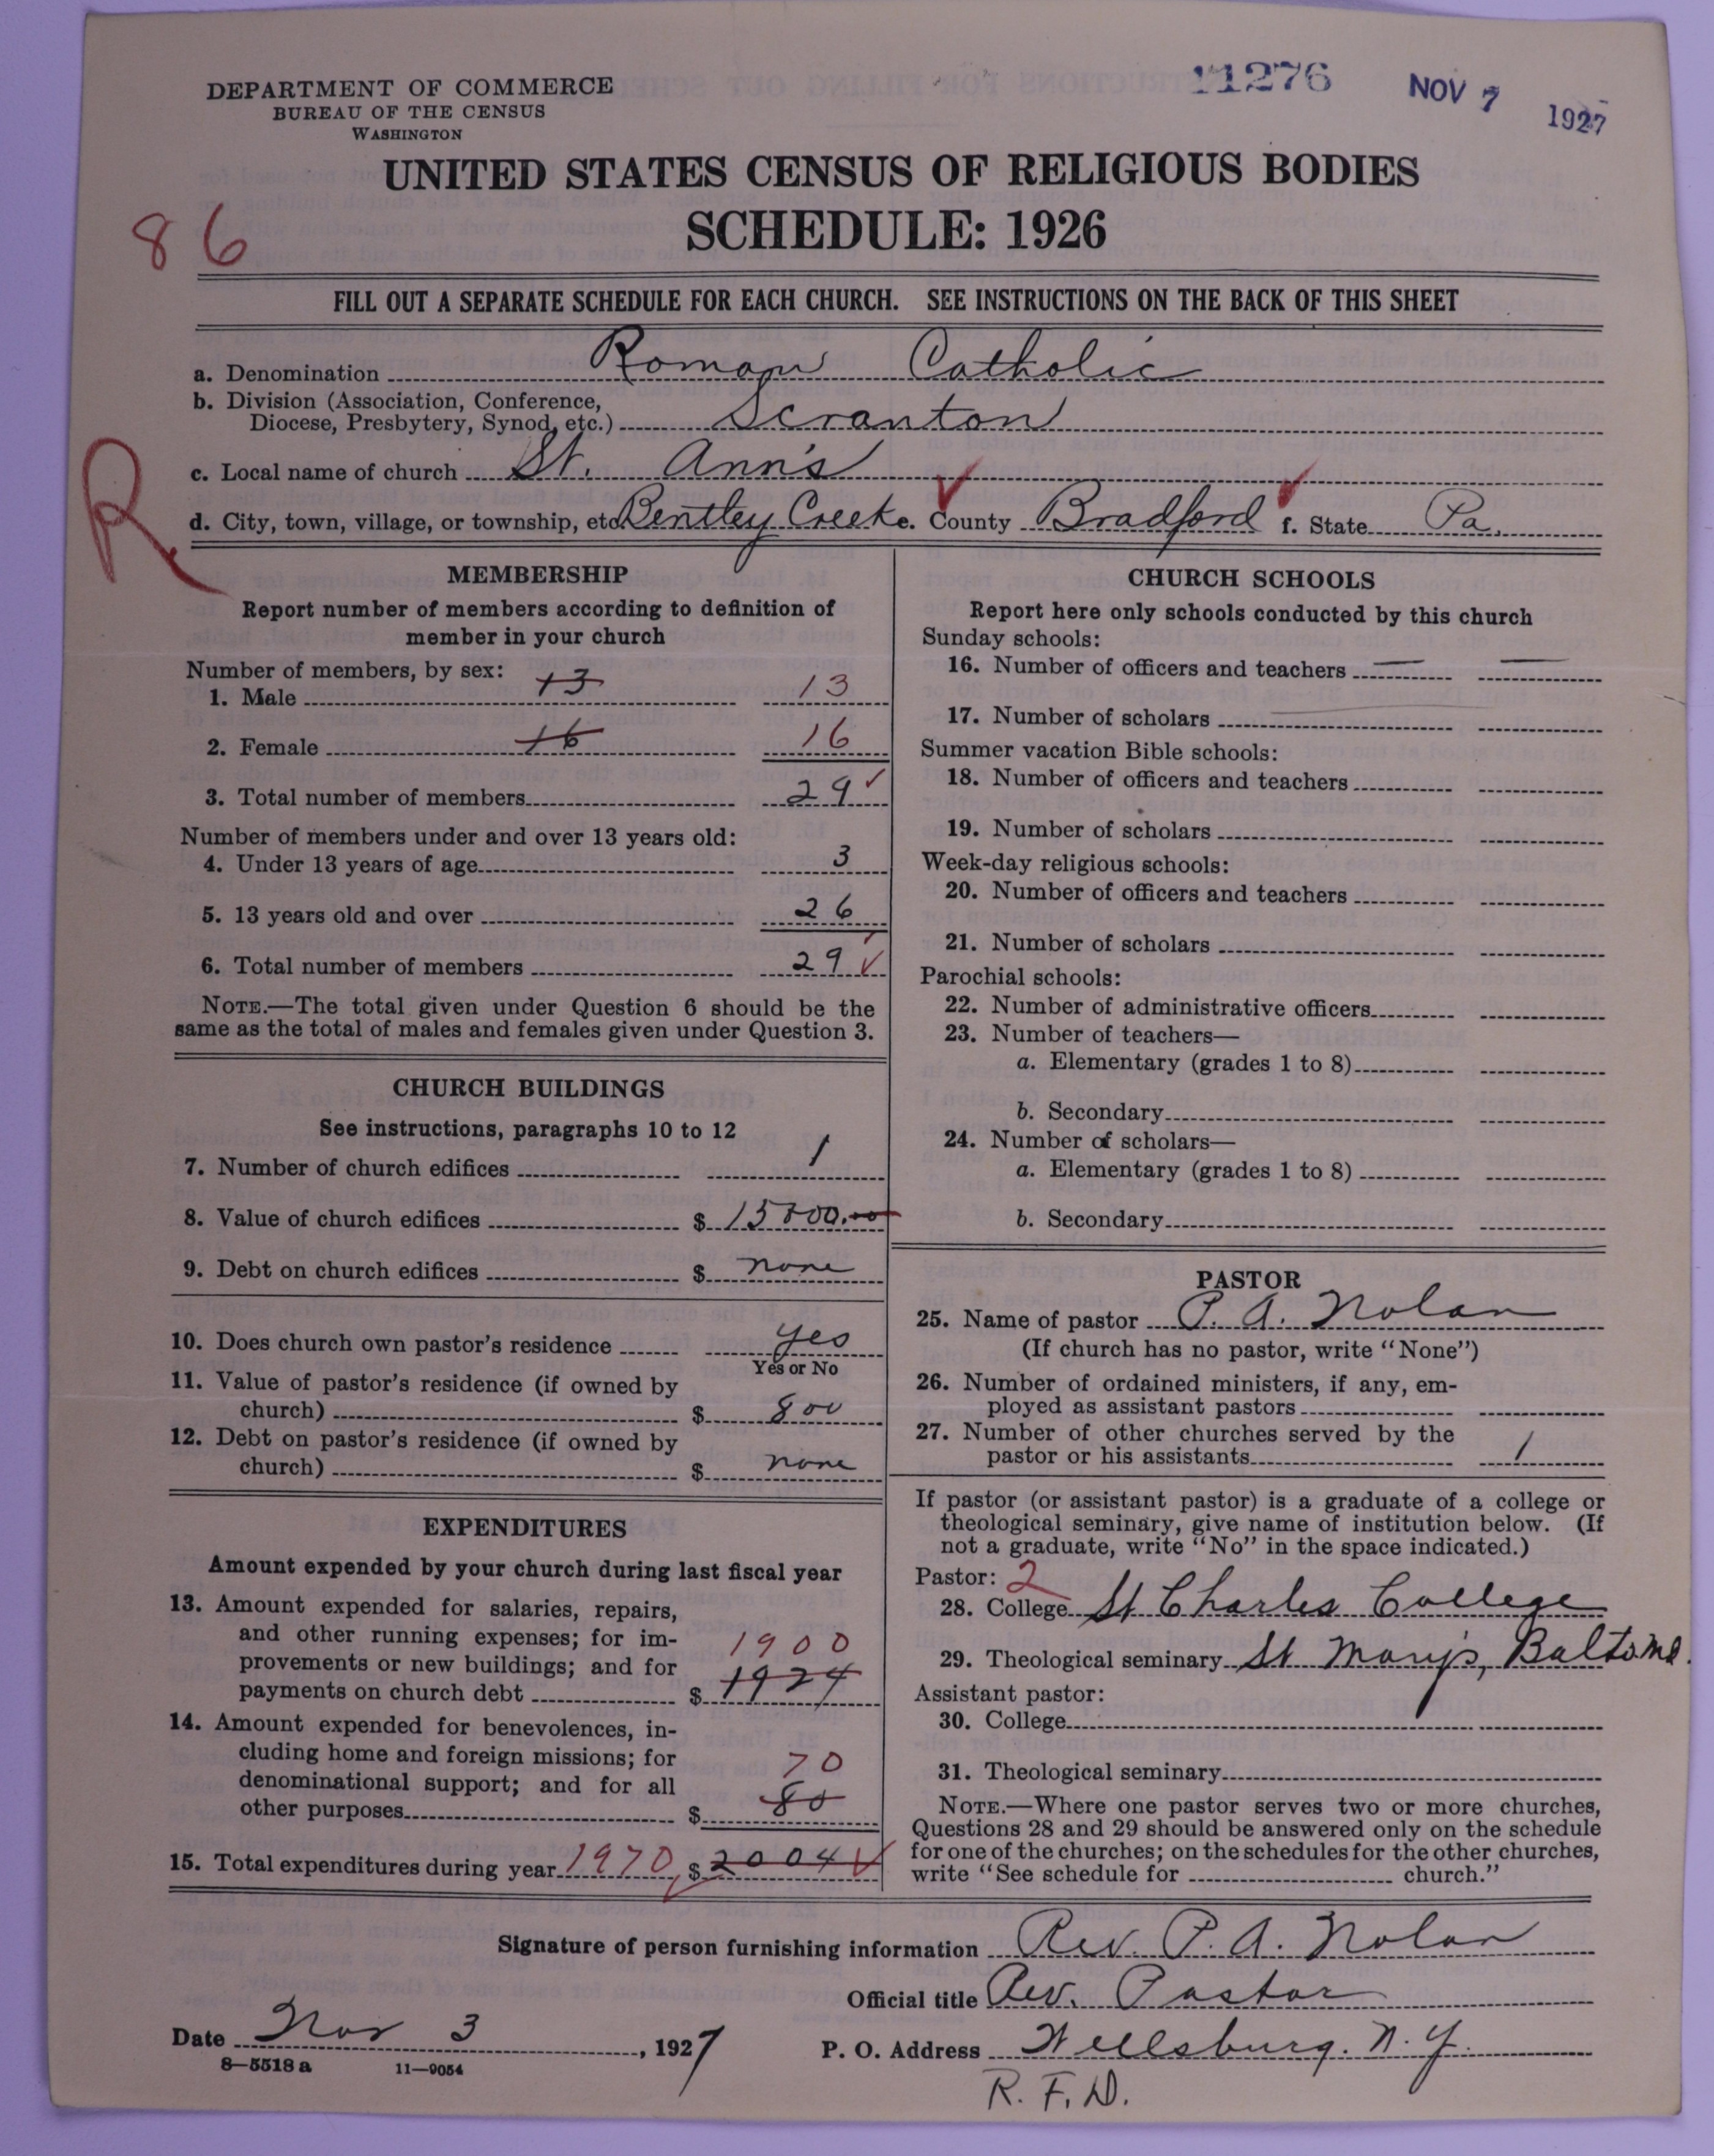 DEPARTMENT OF COMMERCE
BUREAU OF THE CENSUS
WASHINGTON
11276
NOV 7 1927
UNITED STATES CENSUS OF RELIGIOUS BODIES
SCHEDULE: 1926
86
FILL OUT A SEPARATE SCHEDULE FOR EACH CHURCH. SEE INSTRUCTIONS ON THE BACK OF THIS SHEET
a. Denomination Roman Catholic
b. Division (Association, Conference,
Diocese, Presbytery, Synod, etc.) Scranton
c. Local name of church St. Ann's
R
d. City, town, village, or township, etc. Bentley Creek e. County Bradford f. State Pa.
MEMBERSHIP
Report number of members according to definition of
member in your church
Number of members, by sex:
1. Male 13 13
2. Female 16 16
3. Total number of members 29
Number of members under and over 13 years old:
4. Under 13 years of age 3
5. 13 years old and over 26
6. Total number of members 29
NOTE.—The total given under Question 6 should be the
same as the total of males and females given under Question 3.
CHURCH BUILDINGS
See instructions, paragraphs 10 to 12
7. Number of church edifices 1
8. Value of church edifices $ 15000.00
9. Debt on church edifices $ none
10. Does church own pastor's residence yes
Yes or No
11. Value of pastor's residence (if owned by
church) $ 800
12. Debt on pastor's residence (if owned by
church) $ none
EXPENDITURES
Amount expended by your church during last fiscal year
13. Amount expended for salaries, repairs,
and other running expenses; for im-
provements or new buildings; and for 1900
payments on church debt $ 1924
14. Amount expended for benevolences, in-
cluding home and foreign missions; for
denominational support; and for all 70
other purposes $ 80
15. Total expenditures during year 1970 $ 2004
CHURCH SCHOOLS
Report here only schools conducted by this church
Sunday schools:
16. Number of officers and teachers
17. Number of scholars
Summer vacation Bible schools:
18. Number of officers and teachers
19. Number of scholars
Week-day religious schools:
20. Number of officers and teachers
21. Number of scholars
Parochial schools:
22. Number of administrative officers
23. Number of teachers—
a. Elementary (grades 1 to 8)
b. Secondary
24. Number of scholars—
a. Elementary (grades 1 to 8)
b. Secondary
PASTOR
25. Name of pastor P. A. Nolan
(If church has no pastor, write "None")
26. Number of ordained ministers, if any, em-
ployed as assistant pastors
27. Number of other churches served by the
pastor or his assistants 1
If pastor (or assistant pastor) is a graduate of a college or
theological seminary, give name of institution below. (If
not a graduate, write "No" in the space indicated.)
Pastor: 2
28. College St Charles College
29. Theological seminary St Mary's, Balto Md.
Assistant pastor:
30. College
31. Theological seminary
NOTE.—Where one pastor serves two or more churches,
Questions 28 and 29 should be answered only on the schedule
for one of the churches; on the schedules for the other churches,
write "See schedule for church."
Signature of person furnishing information Rev. P. A. Nolan
Official title Rev. Pastor
Date Nov 3, 1927
P. O. Address Wellsburg. N.Y.
R. F. D.
8—5518 a 11—9054